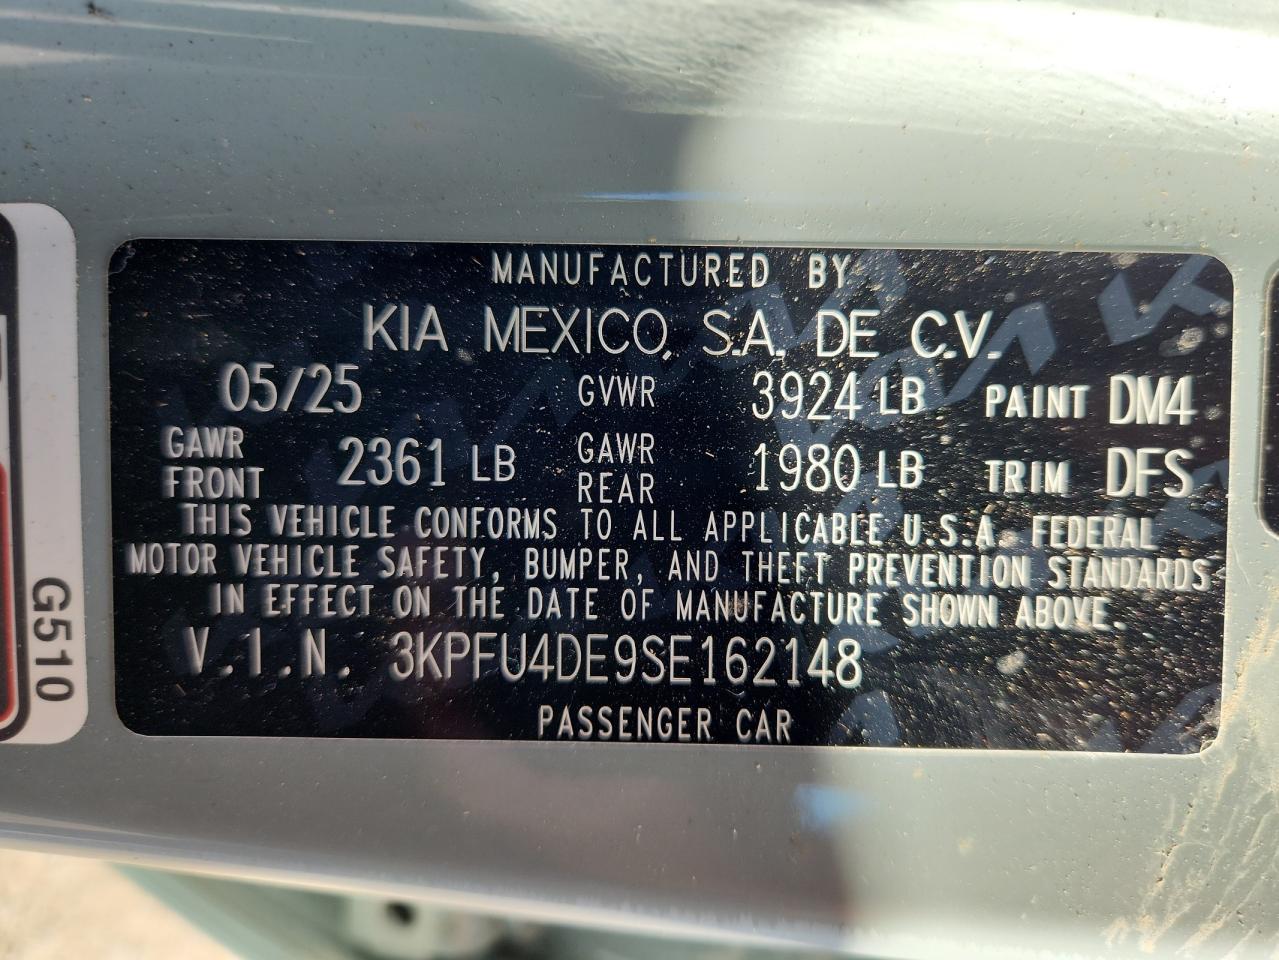 MANUFACTURED BY
KIA MEXICO, S.A. DE C.V.
05/25 GVWR 3924 LB PAINT DM4
GAWR FRONT 2361 LB GAWR REAR 1980 LB TRIM DFS
THIS VEHICLE CONFORMS TO ALL APPLICABLE U.S.A. FEDERAL
MOTOR VEHICLE SAFETY, BUMPER, AND THEFT PREVENTION STANDARDS
IN EFFECT ON THE DATE OF MANUFACTURE SHOWN ABOVE.
V.I.N. 3KPFU4DE9SE162148
PASSENGER CAR
G510